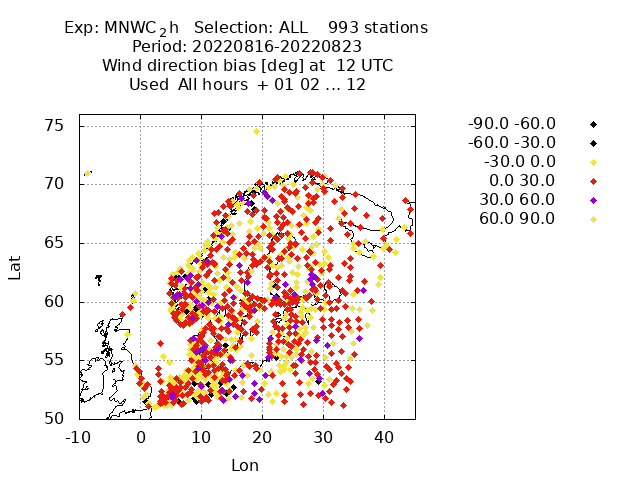 Exp: MNWC_2h Selection: ALL 993 stations
Period: 20220816-20220823
Wind direction bias [deg] at 12 UTC
Used All hours + 01 02 ... 12
-90.0 -60.0
-60.0 -30.0
-30.0 0.0
0.0 30.0
30.0 60.0
60.0 90.0
75
70
65
60
55
50
Lat
-10 0 10 20 30 40
Lon